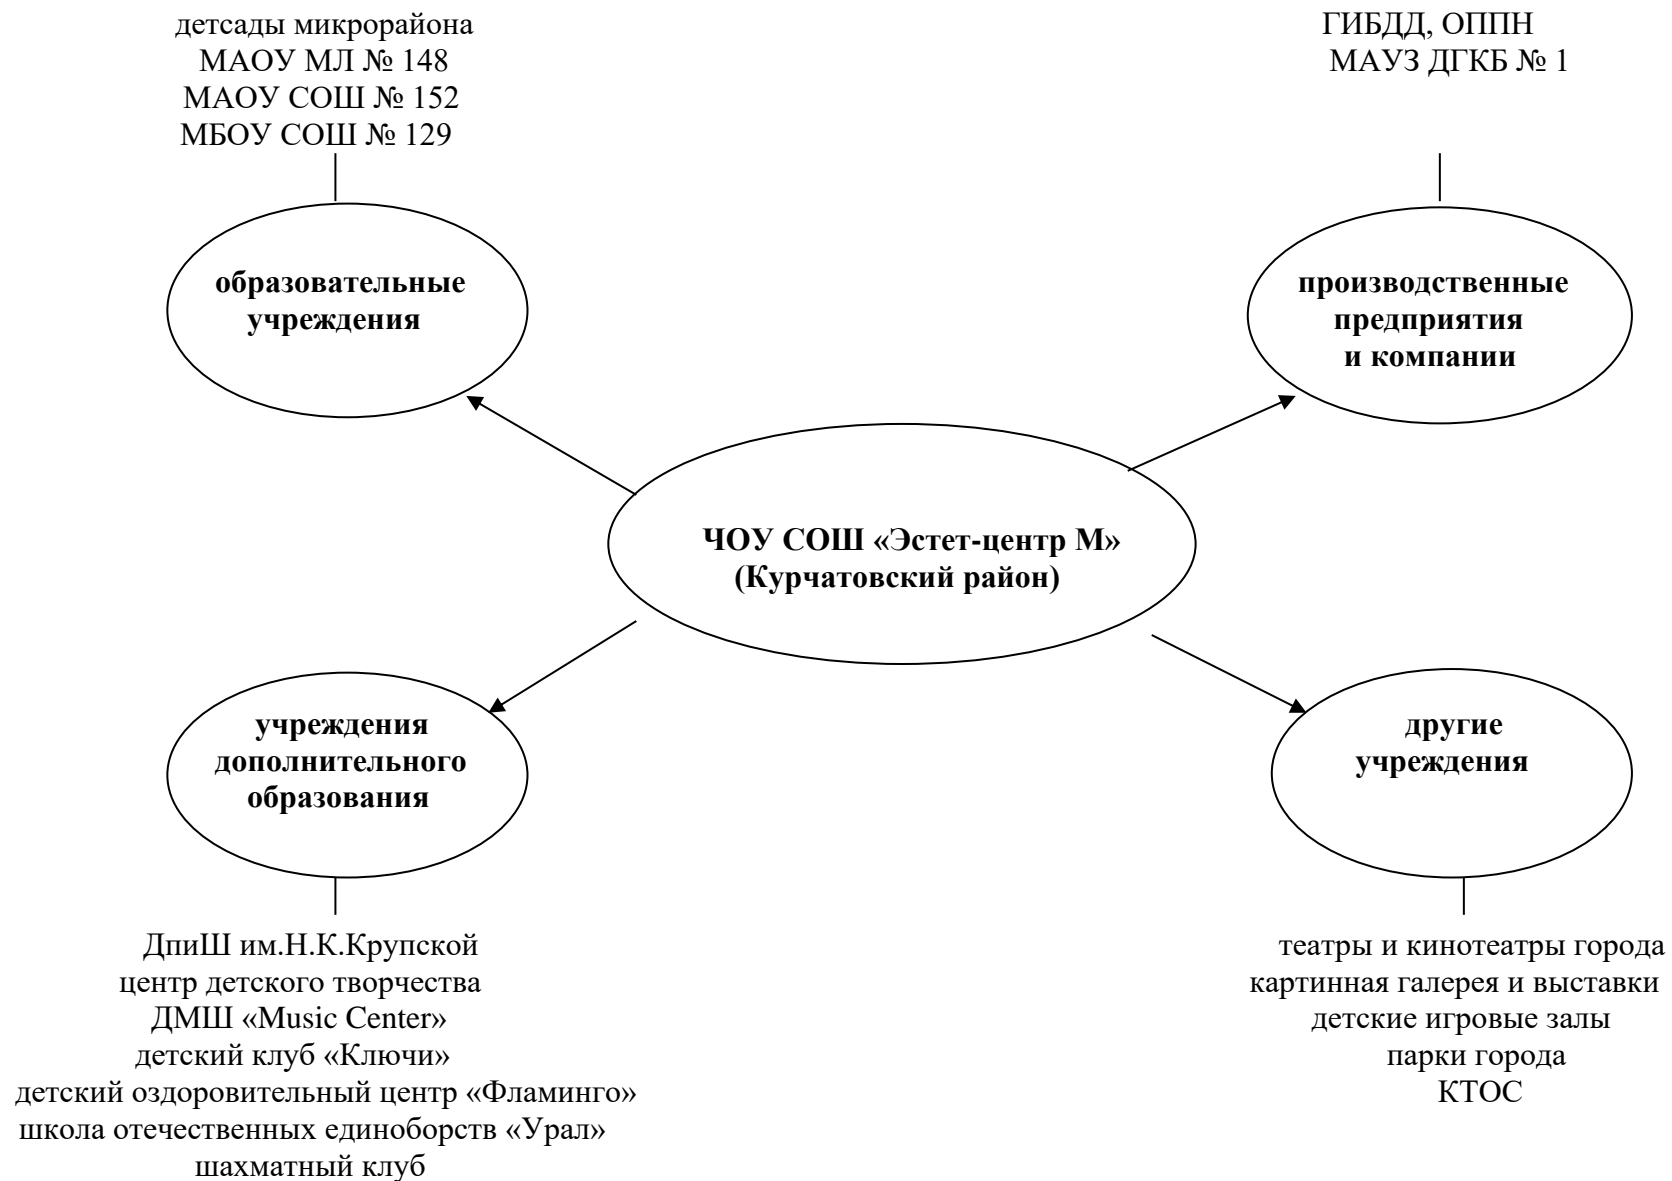 детсады микрорайона
МАОУ МЛ № 148
МАОУ СОШ № 152
МБОУ СОШ № 129
ГИБДД, ОППН
МАУЗ ДГКБ № 1
образовательные
учреждения
производственные
предприятия
и компании
ЧОУ СОШ «Эстет-центр М»
(Курчатовский район)
учреждения
дополнительного
образования
другие
учреждения
ДпиШ им.Н.К.Крупской
центр детского творчества
ДМШ «Music Center»
детский клуб «Ключи»
детский оздоровительный центр «Фламинго»
школа отечественных единоборств «Урал»
шахматный клуб
театры и кинотеатры города
картинная галерея и выставки
детские игровые залы
парки города
КТОС